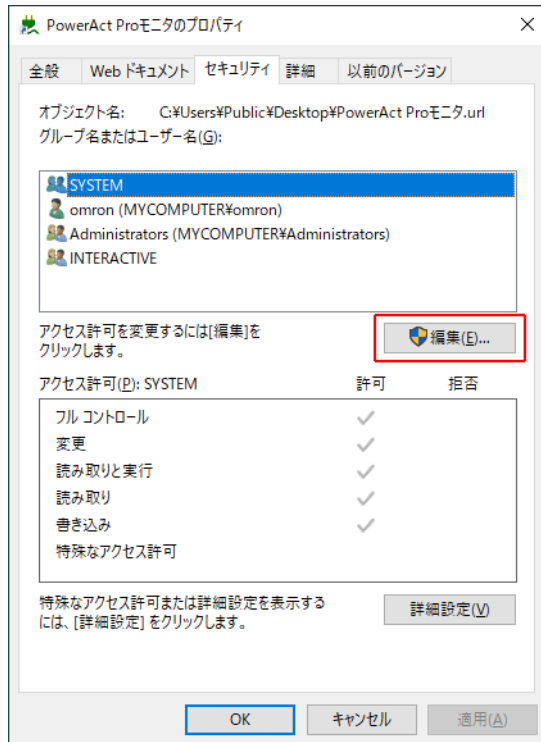 PowerAct Proモニタのプロパティ
全般 Web ドキュメント セキュリティ 詳細 以前のバージョン
オブジェクト名: C:¥Users¥Public¥Desktop¥PowerAct Proモニタ.url
グループ名またはユーザー名(G):
SYSTEM
omron (MYCOMPUTER¥omron)
Administrators (MYCOMPUTER¥Administrators)
INTERACTIVE
アクセス許可を変更するには[編集]を
クリックします。
編集(E)...
アクセス許可(P): SYSTEM 許可 拒否
フル コントロール
変更
読み取りと実行
読み取り
書き込み
特殊なアクセス許可
特殊なアクセス許可または詳細設定を表示する
には、[詳細設定] をクリックします。
詳細設定(V)
OK キャンセル 適用(A)